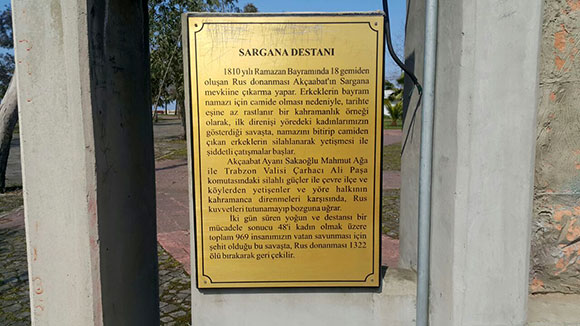 SARGANA DESTANI
1810 yılı Ramazan Bayramında 18 gemiden
oluşan Rus donanması Akçaabat'ın Sargana
mevkiine çıkarma yapar. Erkeklerin bayram
namazı için camide olması nedeniyle, tarihte
eşine az rastlanır bir kahramanlık örneği
olarak, ilk direnişi yöredeki kadınlarımızın
gösterdiği savaşta, namazını bitirip camiden
çıkan erkeklerin silahlanarak yetişmesi ile
şiddetli çatışmalar başlar.
Akçaabat Ayanı Sakaoğlu Mahmut Ağa
ile Trabzon Valisi Çarhacı Ali Paşa
komutasındaki silahlı güçler ile çevre ilçe ve
köylerden yetişenler ve yöre halkının
kahramanca direnmeleri karşısında, Rus
kuvvetleri tutunamayıp bozguna uğrar.
İki gün süren yoğun ve destansı bir
mücadele sonucu 48'i kadın olmak üzere
toplam 969 insanımızın vatan savunması için
şehit olduğu bu savaşta, Rus donanması 1322
ölü bırakarak geri çekilir.